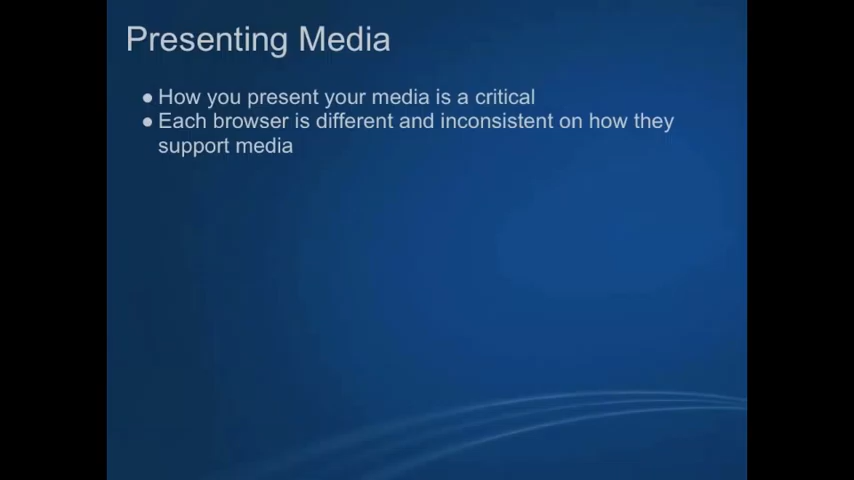 Presenting Media
● How you present your media is a critical
● Each browser is different and inconsistent on how they
support media